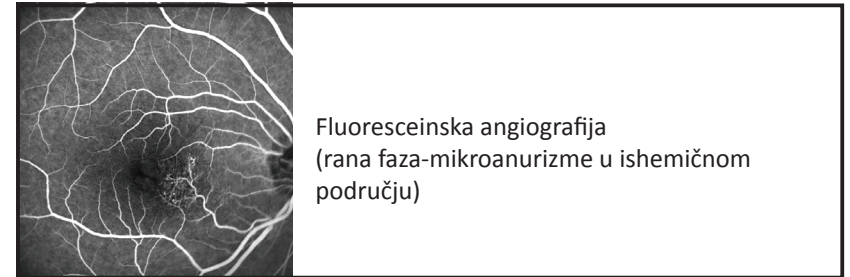 Fluoresceinska angiografija
(rana faza-mikroanurizme u ishemičnom
području)